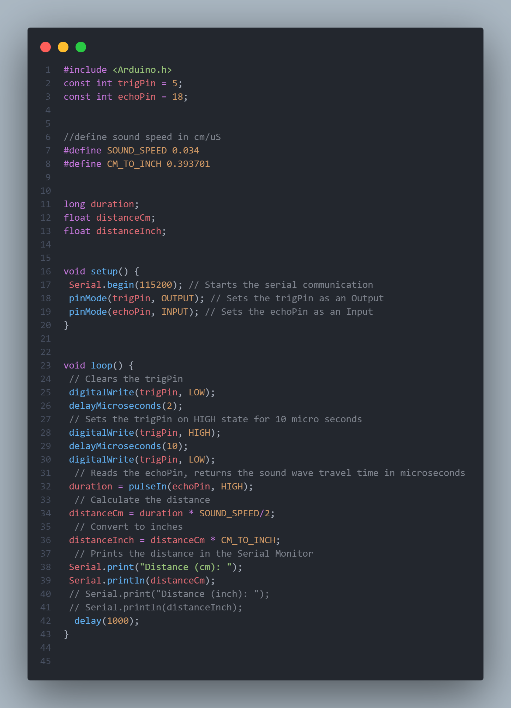 1 #include <Arduino.h>
2 const int trigPin = 5;
3 const int echoPin = 18;
4
5
6 //define sound speed in cm/uS
7 #define SOUND_SPEED 0.034
8 #define CM_TO_INCH 0.393701
9
10
11 long duration;
12 float distanceCm;
13 float distanceInch;
14
15
16 void setup() {
17  Serial.begin(115200); // Starts the serial communication
18  pinMode(trigPin, OUTPUT); // Sets the trigPin as an Output
19  pinMode(echoPin, INPUT); // Sets the echoPin as an Input
20 }
21
22
23 void loop() {
24  // Clears the trigPin
25  digitalWrite(trigPin, LOW);
26  delayMicroseconds(2);
27  // Sets the trigPin on HIGH state for 10 micro seconds
28  digitalWrite(trigPin, HIGH);
29  delayMicroseconds(10);
30  digitalWrite(trigPin, LOW);
31   // Reads the echoPin, returns the sound wave travel time in microseconds
32  duration = pulseIn(echoPin, HIGH);
33   // Calculate the distance
34  distanceCm = duration * SOUND_SPEED/2;
35   // Convert to inches
36  distanceInch = distanceCm * CM_TO_INCH;
37   // Prints the distance in the Serial Monitor
38  Serial.print("Distance (cm): ");
39  Serial.println(distanceCm);
40  // Serial.print("Distance (inch): ");
41  // Serial.println(distanceInch);
42   delay(1000);
43 }
44
45